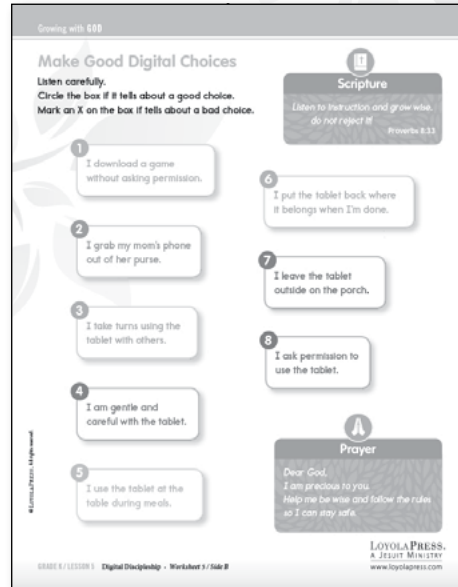 Growing with GOD
Make Good Digital Choices
Listen carefully.
Circle the box if it tells about a good choice.
Mark an X on the box if tells about a bad choice.
Scripture
Listen to instruction and grow wise,
do not reject it!
Proverbs 8:33
1
I download a game
without asking permission.
2
I grab my mom's phone
out of her purse.
3
I take turns using the
tablet with others.
4
I am gentle and
careful with the tablet.
5
I use the tablet at the
table during meals.
6
I put the tablet back where
it belongs when I'm done.
7
I leave the tablet
outside on the porch.
8
I ask permission to
use the tablet.
Prayer
Dear God,
I am precious to you.
Help me be wise and follow the rules
so I can stay safe.
© LOYOLA PRESS. All rights reserved.
GRADE K / LESSON 5 Digital Discipleship • Worksheet 5 / Side B
LOYOLAPRESS.
A JESUIT MINISTRY
www.loyolapress.com